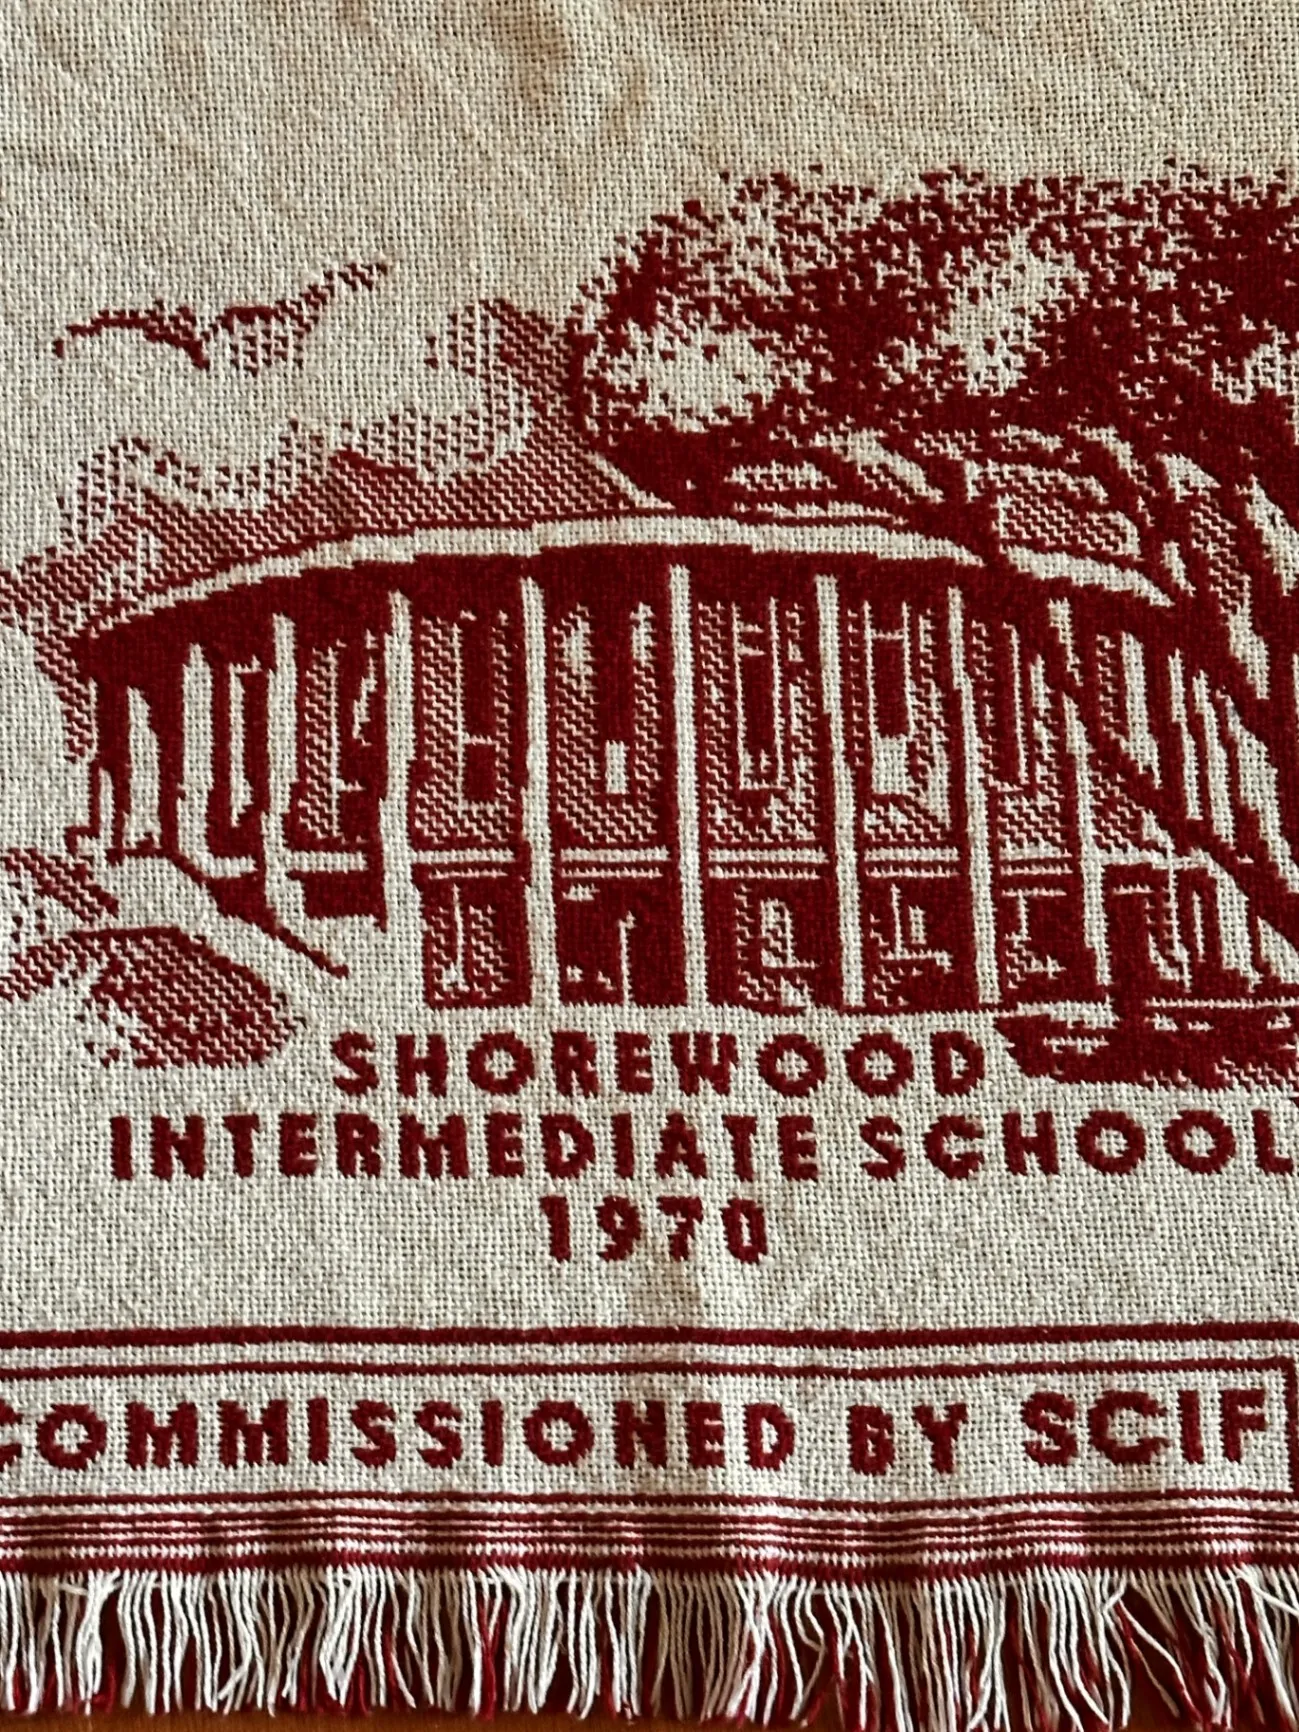 SHOREWOOD
INTERMEDIATE SCHOOL
1970
COMMISSIONED BY SCIF